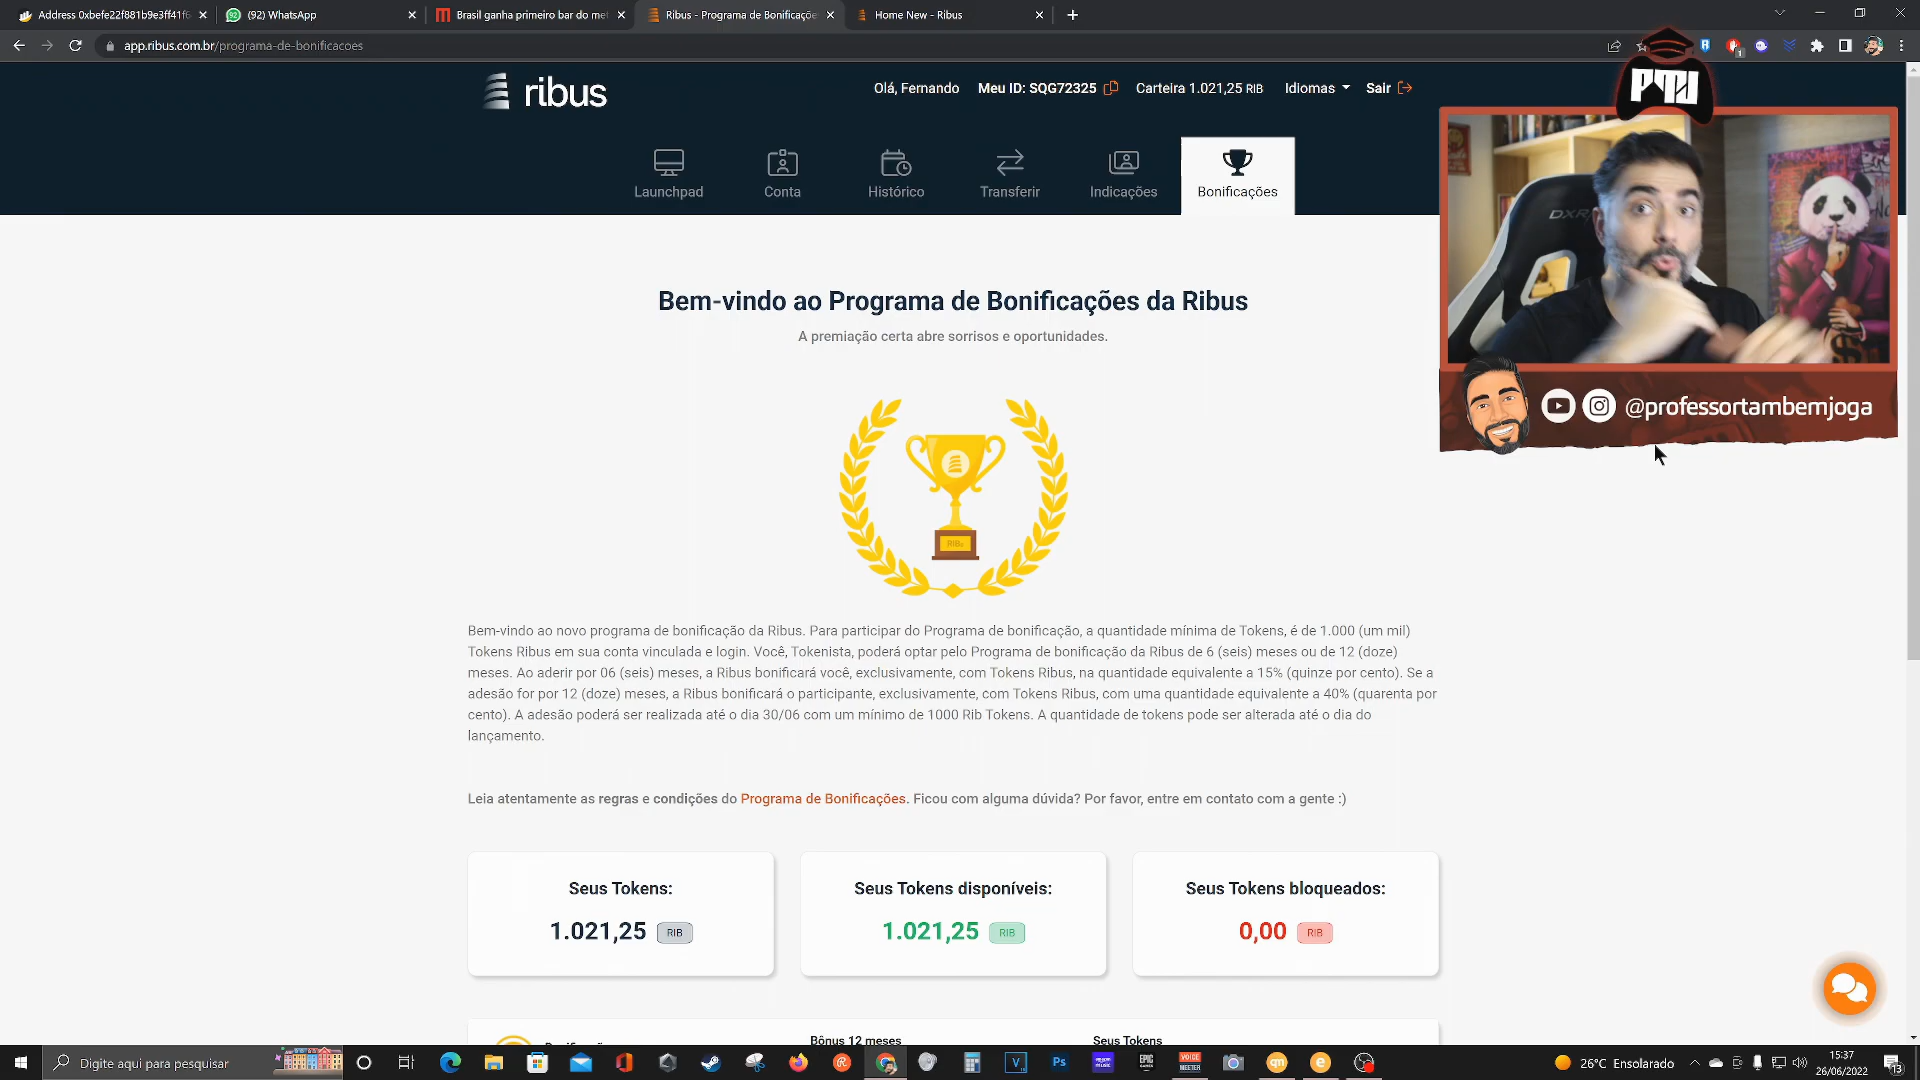 Address 0xbefe22f881b9e3ff41f6
(92) WhatsApp
Brasil ganha primeiro bar do me
Ribus - Programa de Bonificaçõe
Home New - Ribus
app.ribus.com.br/programa-de-bonificacoes
ribus
Olá, Fernando
Meu ID: SQG72325
Carteira 1.021,25 RIB
Idiomas
Sair
Launchpad
Conta
Histórico
Transferir
Indicações
Bonificações
DXR
@professortambemjoga
Bem-vindo ao Programa de Bonificações da Ribus
A premiação certa abre sorrisos e oportunidades.
Bem-vindo ao novo programa de bonificação da Ribus. Para participar do Programa de bonificação, a quantidade mínima de Tokens, é de 1.000 (um mil)
Tokens Ribus em sua conta vinculada e login. Você, Tokenista, poderá optar pelo Programa de bonificação da Ribus de 6 (seis) meses ou de 12 (doze)
meses. Ao aderir por 06 (seis) meses, a Ribus bonificará você, exclusivamente, com Tokens Ribus, na quantidade equivalente a 15% (quinze por cento). Se a
adesão for por 12 (doze) meses, a Ribus bonificará o participante, exclusivamente, com Tokens Ribus, com uma quantidade equivalente a 40% (quarenta por
cento). A adesão poderá ser realizada até o dia 30/06 com um mínimo de 1000 Rib Tokens. A quantidade de tokens pode ser alterada até o dia do
lançamento.
Leia atentamente as regras e condições do Programa de Bonificações. Ficou com alguma dúvida? Por favor, entre em contato com a gente :)
Seus Tokens:
1.021,25 RIB
Seus Tokens disponíveis:
1.021,25 RIB
Seus Tokens bloqueados:
0,00 RIB
Bônus 12 meses
Seus Tokens
Digite aqui para pesquisar
26°C Ensolarado
15:37
26/06/2022
13